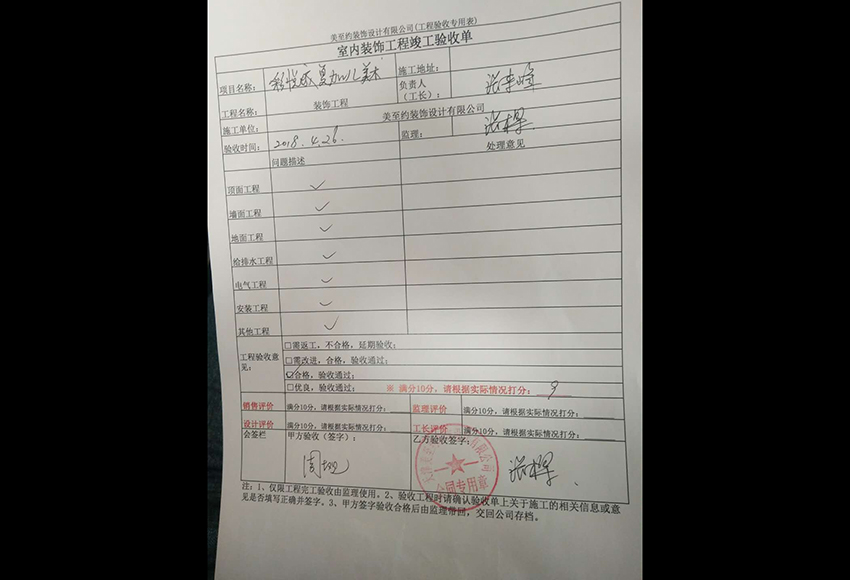 美至约装饰设计有限公司(工程验收专用表)
室内装饰工程竣工验收单
项目名称: 施工地址:
工程名称: 装饰工程 负责人(工长): 张东峰
施工单位: 美至约装饰设计有限公司
验收时间: 2018.4.26. 监理:
问题描述 处理意见
顶面工程 ✓
墙面工程 ✓
地面工程 ✓
给排水工程 ✓
电气工程 ✓
安装工程 ✓
其他工程 ✓
工程验收意见:
□需返工,不合格,延期验收;
□需改进,合格,验收通过;
☑合格,验收通过;
□优良,验收通过; ※ 满分10分,请根据实际情况打分: 9
销售评价 满分10分,请根据实际情况打分: 监理评价 满分10分,请根据实际情况打分:
设计评价 满分10分,请根据实际情况打分: 工长评价 满分10分,请根据实际情况打分:
会签栏 甲方验收(签字): 乙方验收签字:
合同专用章
注:1、仅限工程完工验收由监理使用。2、验收工程时请确认验收单上关于施工的相关信息或意
见是否填写正确并签字。3、甲方签字验收合格后由监理带回,交回公司存档。